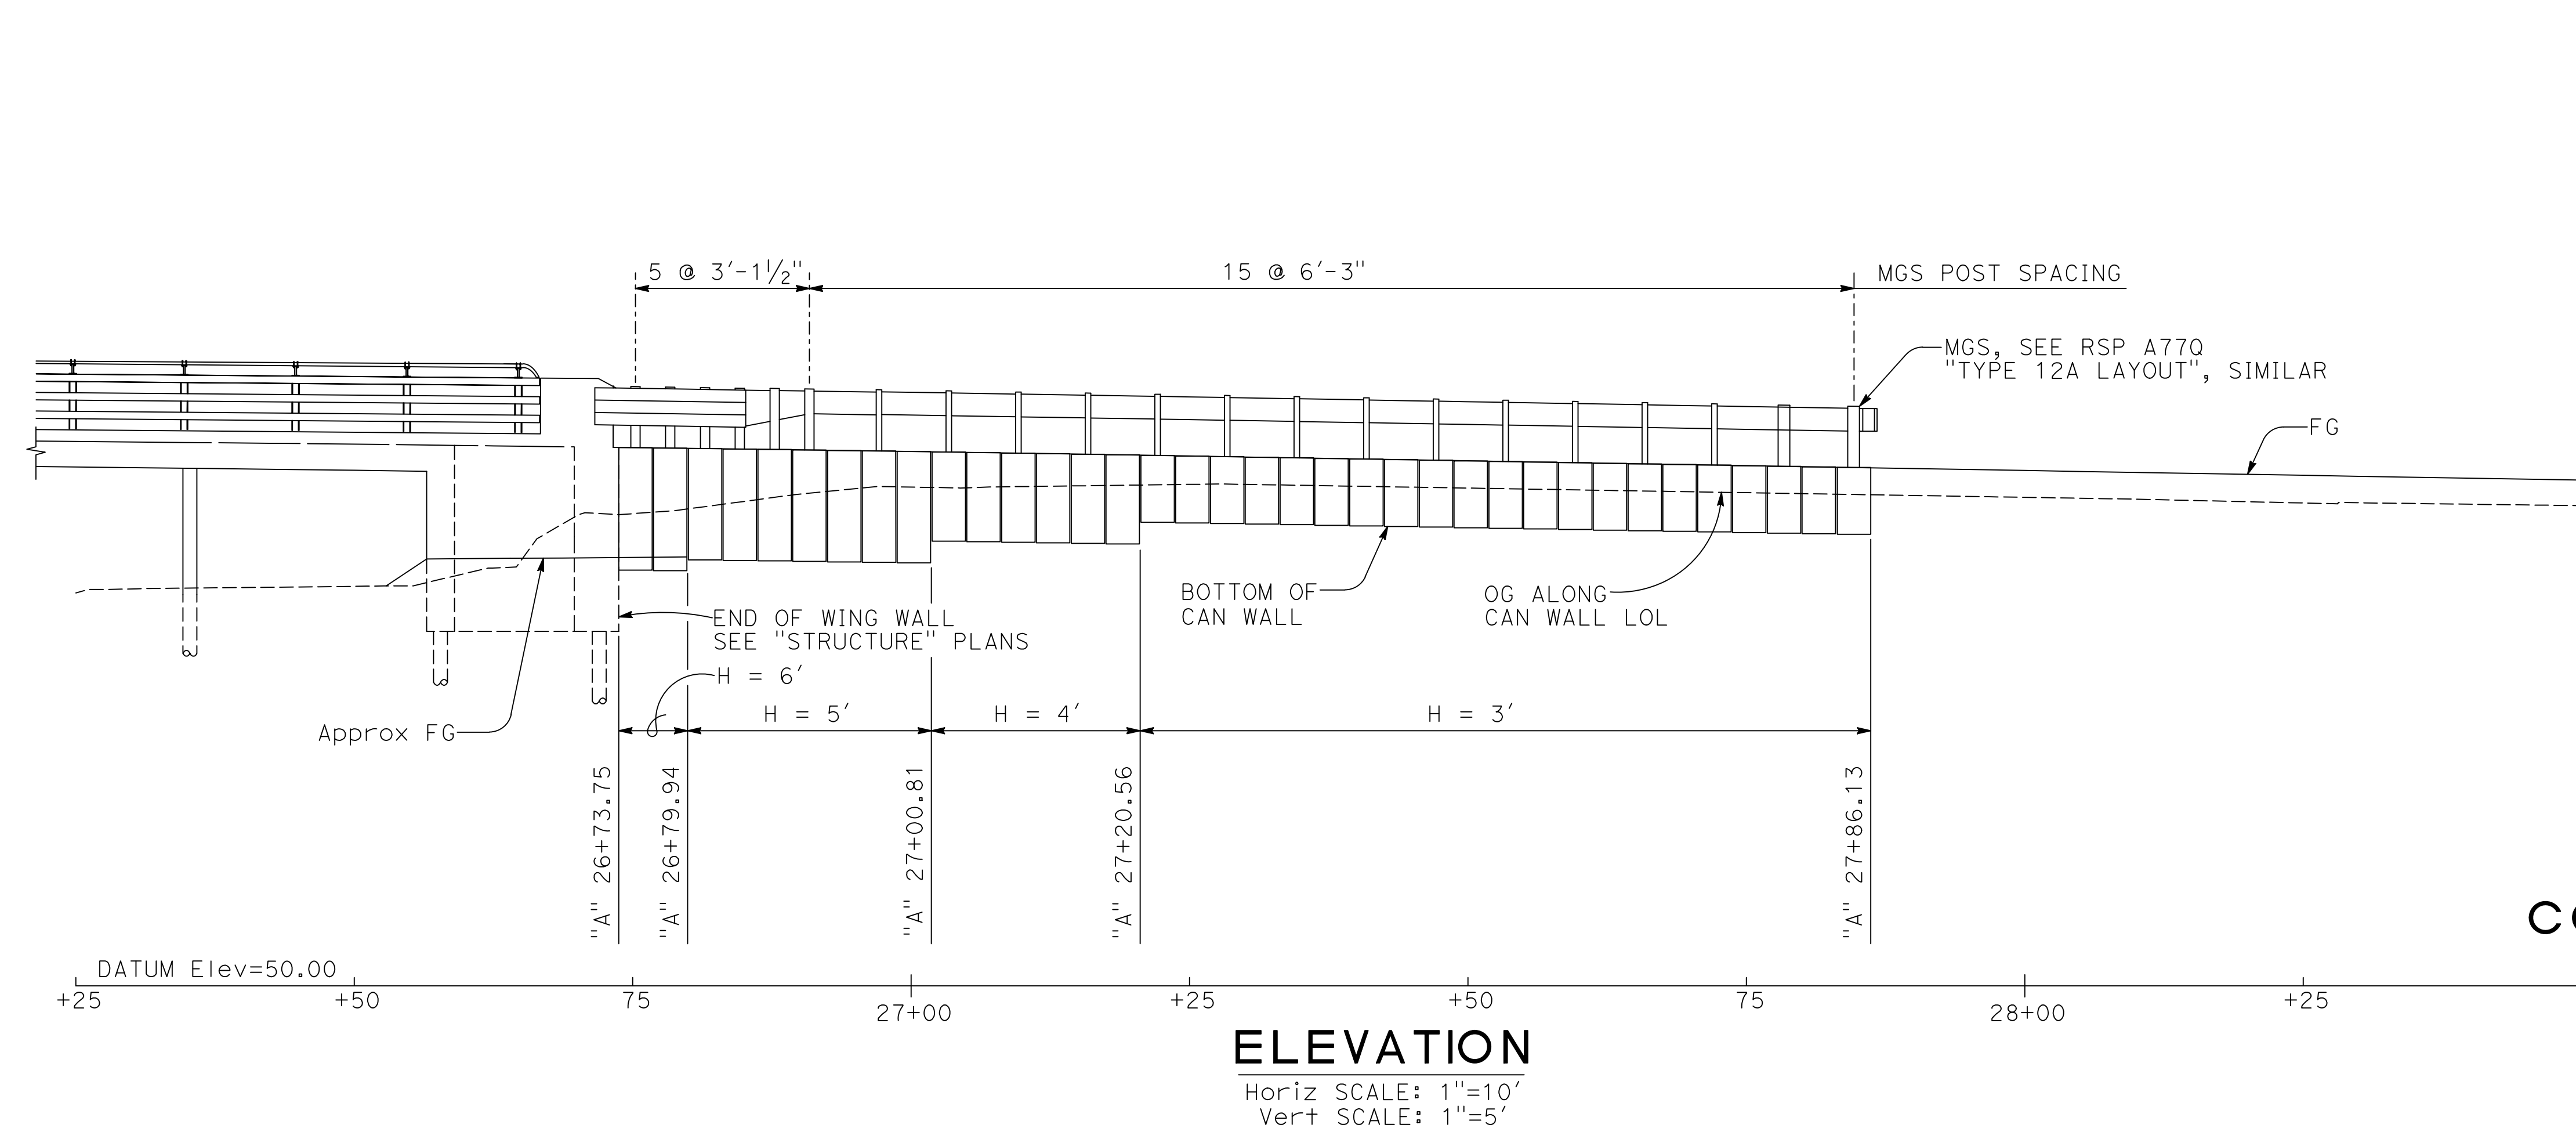 5 @ 3'-1½"
15 @ 6'-3"
MGS POST SPACING
MGS, SEE RSP A77Q
"TYPE 12A LAYOUT", SIMILAR
FG
BOTTOM OF
CAN WALL
OG ALONG
CAN WALL LOL
END OF WING WALL
SEE "STRUCTURE" PLANS
H = 6'
H = 5'
H = 4'
H = 3'
Approx FG
"A" 26+73.75
"A" 26+79.94
"A" 27+00.81
"A" 27+20.56
"A" 27+86.13
DATUM Elev=50.00
+25
+50
75
27+00
+25
+50
75
28+00
+25
ELEVATION
Horiz SCALE: 1"=10'
Vert SCALE: 1"=5'